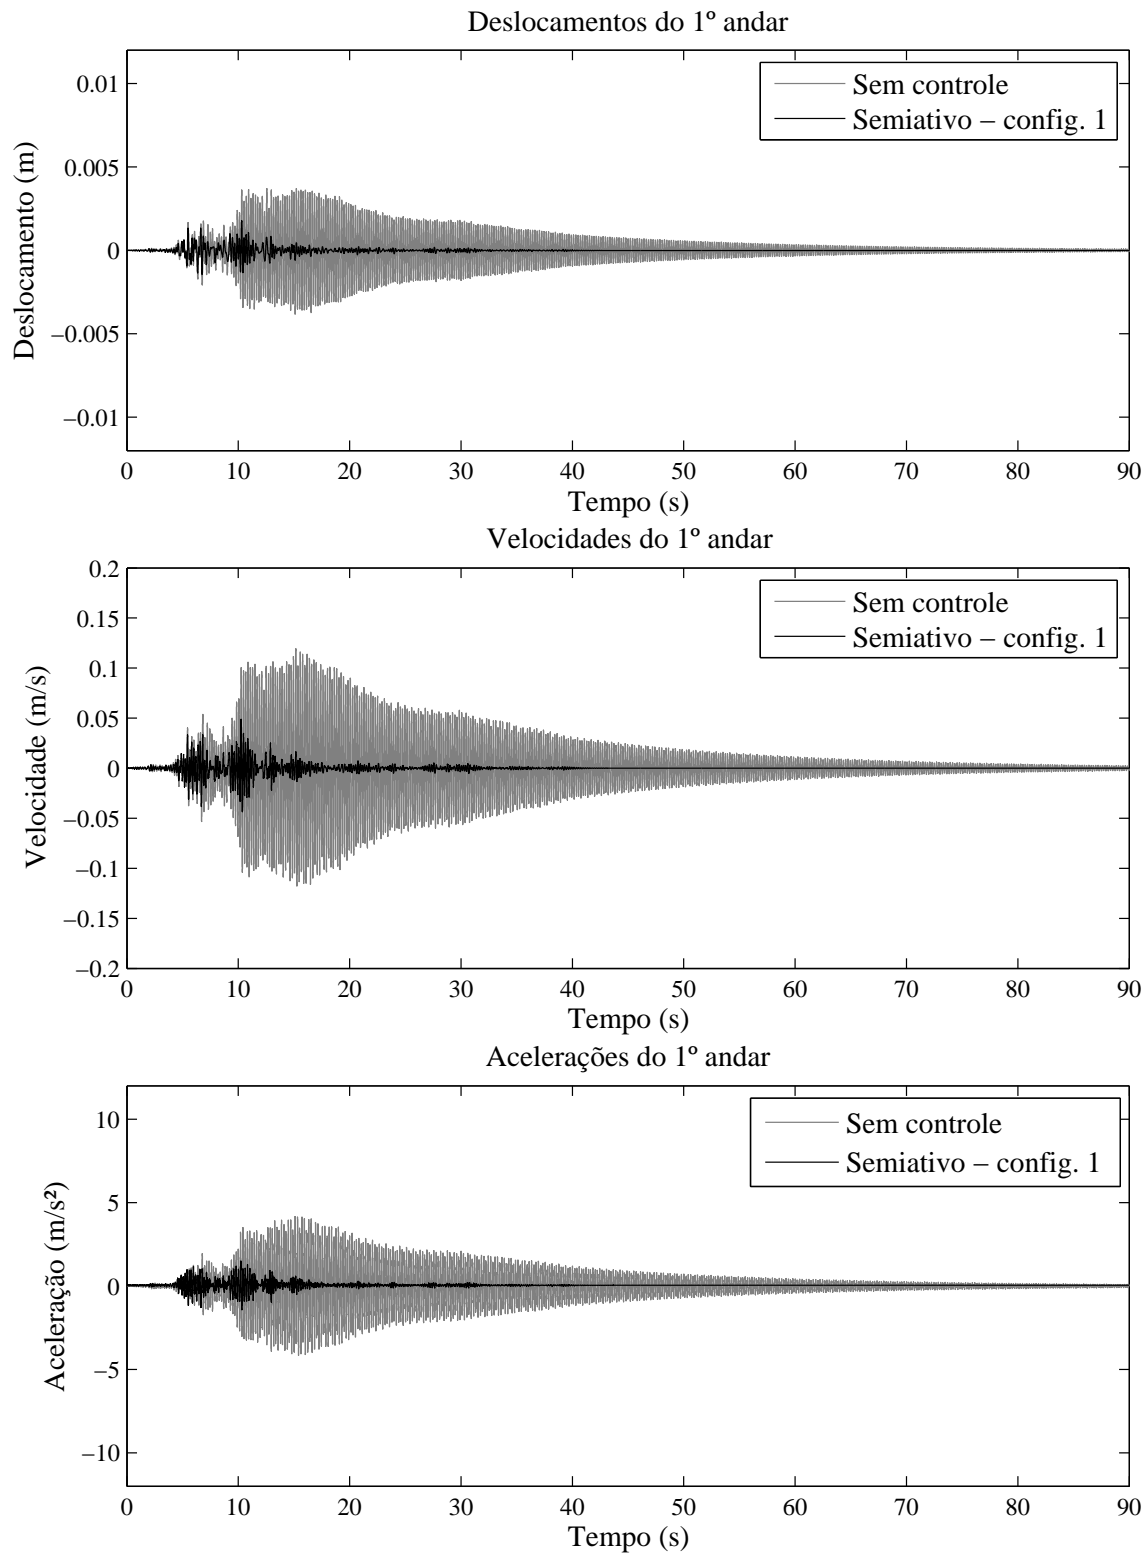 Deslocamentos do 1º andar
Sem controle
Semiativo – config. 1
Deslocamento (m)
0.01
0.005
0
−0.005
−0.01
0 10 20 30 40 50 60 70 80 90
Tempo (s)
Velocidades do 1º andar
Sem controle
Semiativo – config. 1
Velocidade (m/s)
0.2
0.15
0.1
0.05
0
−0.05
−0.1
−0.15
−0.2
0 10 20 30 40 50 60 70 80 90
Tempo (s)
Acelerações do 1º andar
Sem controle
Semiativo – config. 1
Aceleração (m/s²)
10
5
0
−5
−10
0 10 20 30 40 50 60 70 80 90
Tempo (s)